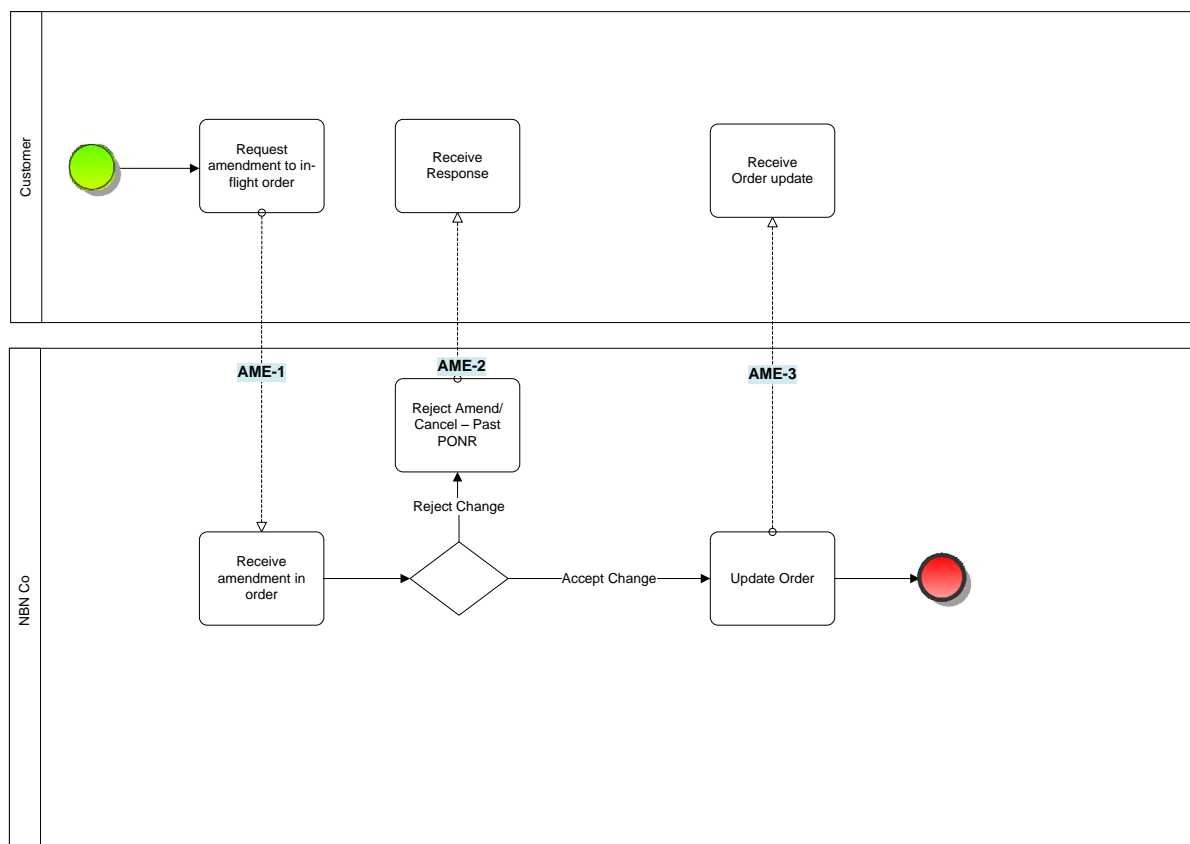 Customer
Request
amendment to in-
flight order
Receive
Response
Receive
Order update
AME-1
AME-2
AME-3
NBN Co
Reject Amend/
Cancel – Past
PONR
Reject Change
Receive
amendment in
order
Accept Change
Update Order